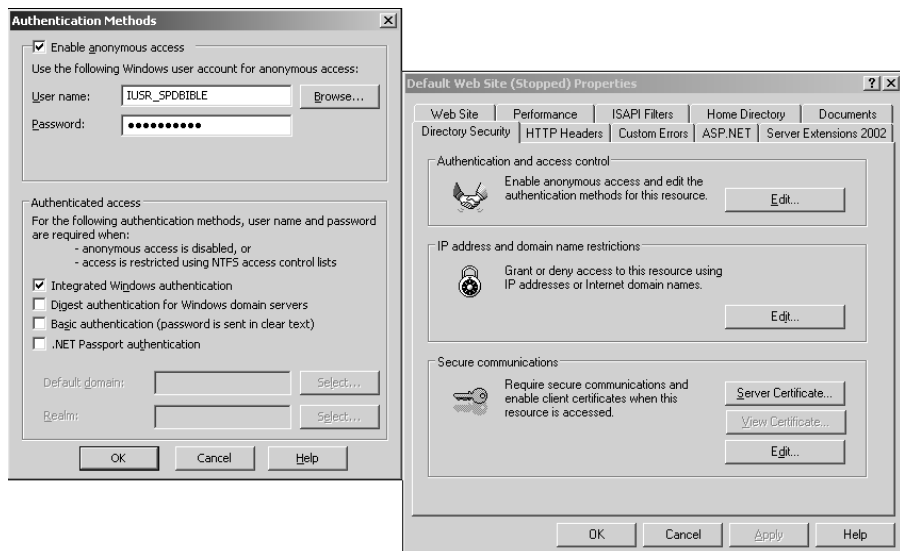 Authentication Methods
Enable anonymous access
Use the following Windows user account for anonymous access:
User name: IUSR_SPDBIBLE Browse...
Password: ●●●●●●●●●●
Authenticated access
For the following authentication methods, user name and password
are required when:
- anonymous access is disabled, or
- access is restricted using NTFS access control lists
Integrated Windows authentication
Digest authentication for Windows domain servers
Basic authentication (password is sent in clear text)
.NET Passport authentication
Default domain: Select...
Realm: Select...
OK Cancel Help
Default Web Site (Stopped) Properties
Web Site Performance ISAPI Filters Home Directory Documents
Directory Security HTTP Headers Custom Errors ASP.NET Server Extensions 2002
Authentication and access control
Enable anonymous access and edit the
authentication methods for this resource.
Edit...
IP address and domain name restrictions
Grant or deny access to this resource using
IP addresses or Internet domain names.
Edit...
Secure communications
Require secure communications and
enable client certificates when this
resource is accessed.
Server Certificate...
View Certificate...
Edit...
OK Cancel Apply Help